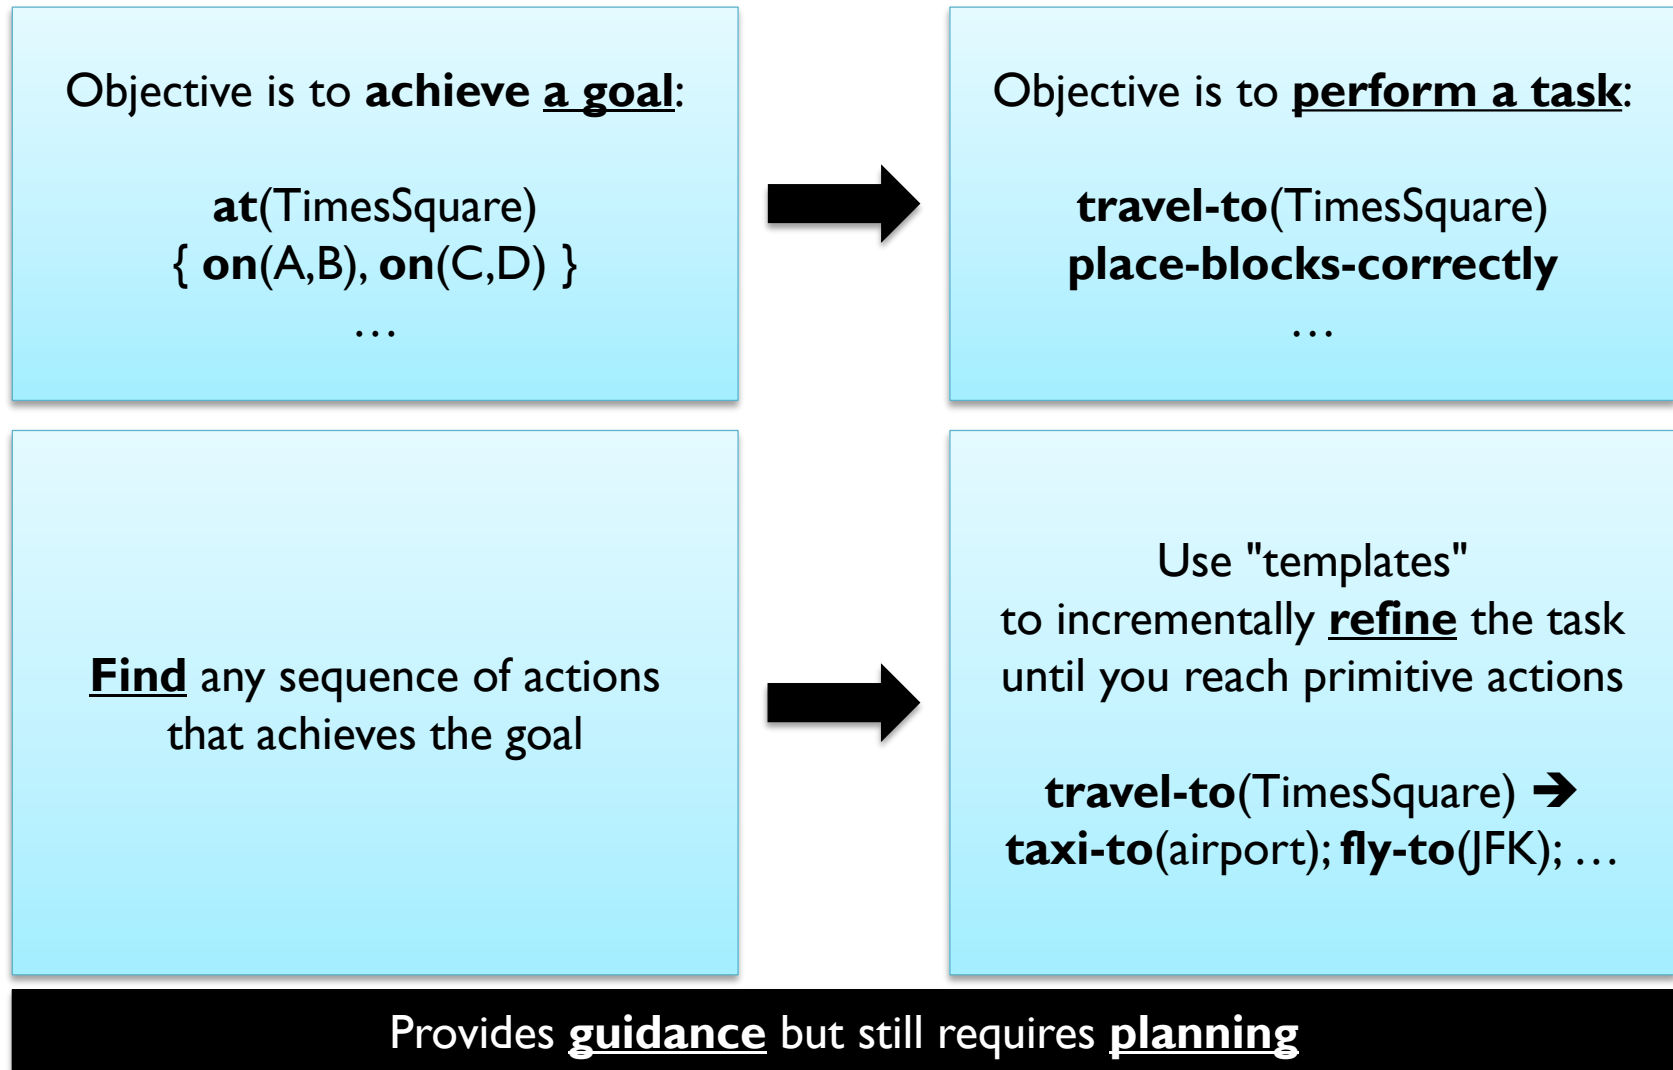 Objective is to achieve a goal:
at(TimesSquare)
{ on(A,B), on(C,D) }
…
Objective is to perform a task:
travel-to(TimesSquare)
place-blocks-correctly
…
Find any sequence of actions
that achieves the goal
Use "templates"
to incrementally refine the task
until you reach primitive actions
travel-to(TimesSquare) ➔
taxi-to(airport); fly-to(JFK); …
Provides guidance but still requires planning